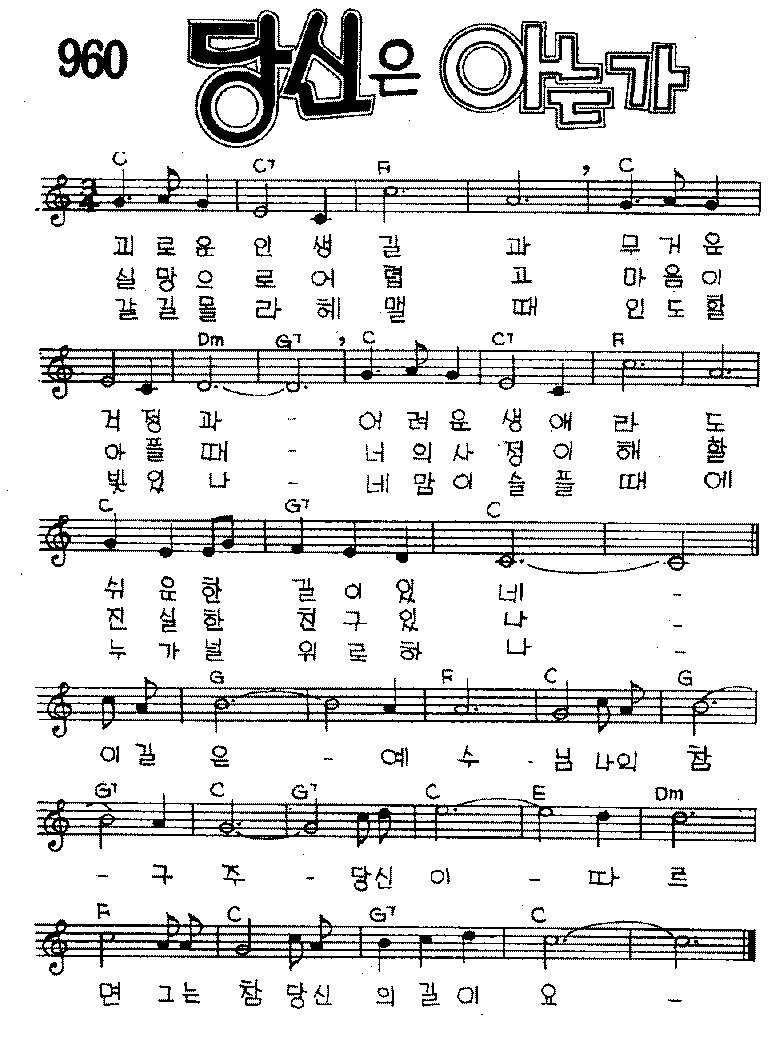 960 당신은 아는가
C C7 F C
괴 로 운 인 생 길 과 무 거 운
실 망 으 로 어 렵 고 마 음 이
갈 길 몰 라 헤 맬 때 인 도 할
Dm G7 C C7 F
걱 정 과 - 어 려 운 생 애 라 도
아 플 때 - 너 의 사 정 이 해 할
빛 있 나 - 네 맘 이 슬 플 때 에
C G7 C
쉬 운 한 길 이 있 네 -
진 실 한 친 구 있 나 -
누 가 널 위 로 하 나 -
G F C G
이 길 은 - 예 수 - 님 나의 참
G7 C G7 C E Dm
- 구 주 - 당신 이 - 따 르
F C G7 C
면 그는 참 당신 의 길 이 요 -